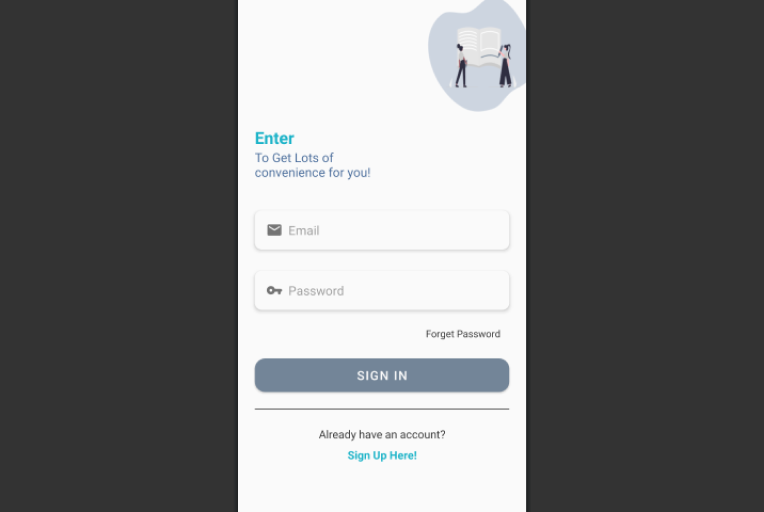 Enter
To Get Lots of
convenience for you!
Email
Password
Forget Password
SIGN IN
Already have an account?
Sign Up Here!